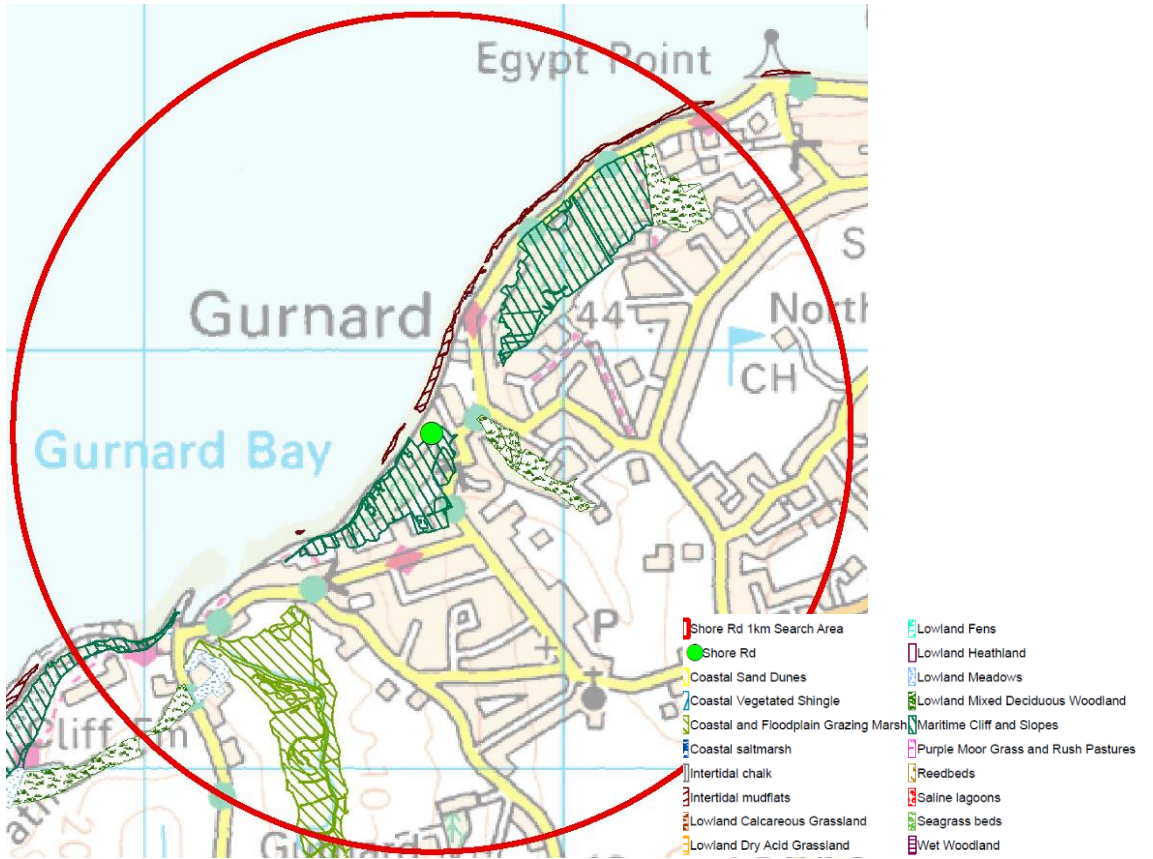 Egypt Point
Gurnard
44
North
CH
Gurnard Bay
P
Cliff Fm
10
20
Shore Rd 1km Search Area
Shore Rd
Coastal Sand Dunes
Coastal Vegetated Shingle
Coastal and Floodplain Grazing Marsh
Coastal saltmarsh
Intertidal chalk
Intertidal mudflats
Lowland Calcareous Grassland
Lowland Dry Acid Grassland
Lowland Fens
Lowland Heathland
Lowland Meadows
Lowland Mixed Deciduous Woodland
Maritime Cliff and Slopes
Purple Moor Grass and Rush Pastures
Reedbeds
Saline lagoons
Seagrass beds
Wet Woodland